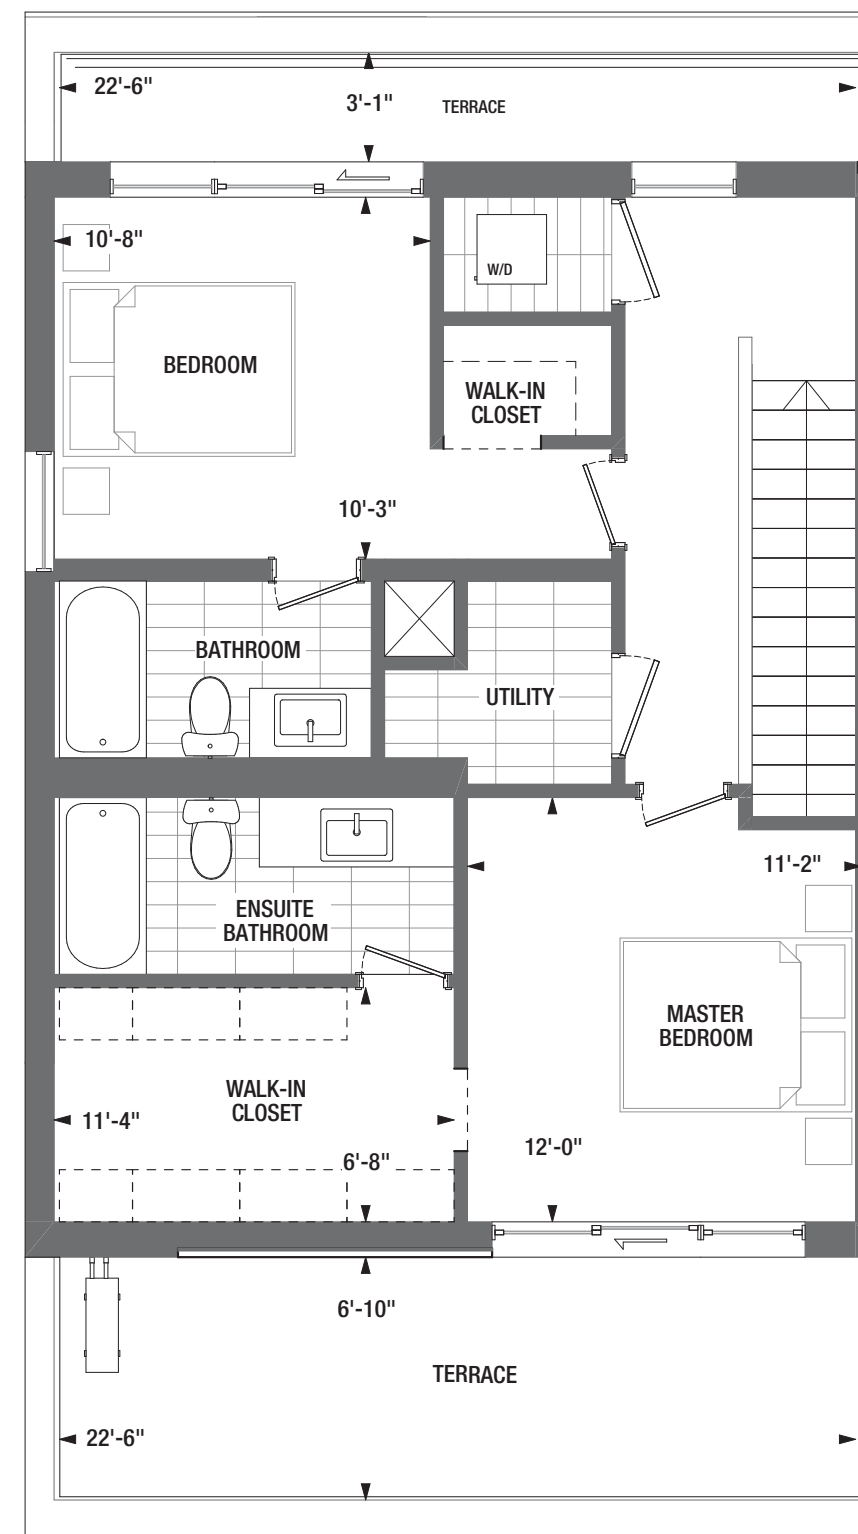 22'-6"
3'-1"
TERRACE
10'-8"
W/D
BEDROOM
WALK-IN
CLOSET
10'-3"
BATHROOM
UTILITY
11'-2"
ENSUITE
BATHROOM
MASTER
BEDROOM
WALK-IN
CLOSET
11'-4"
12'-0"
6'-8"
6'-10"
TERRACE
22'-6"